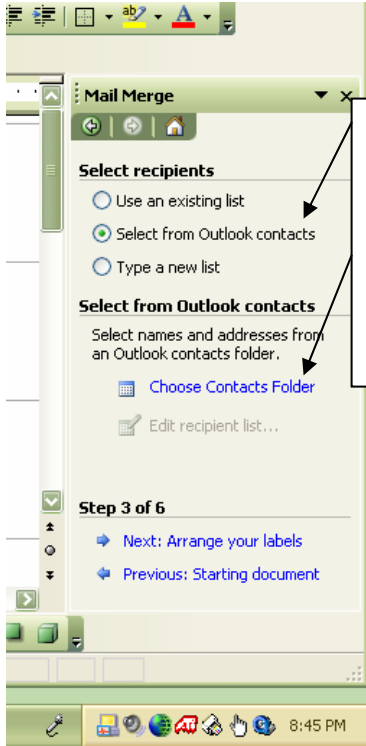 ab
A
Mail Merge
Select recipients
Use an existing list
Select from Outlook contacts
Type a new list
Select from Outlook contacts
Select names and addresses from
an Outlook contacts folder.
Choose Contacts Folder
Edit recipient list...
Step 3 of 6
Next: Arrange your labels
Previous: Starting document
8:45 PM